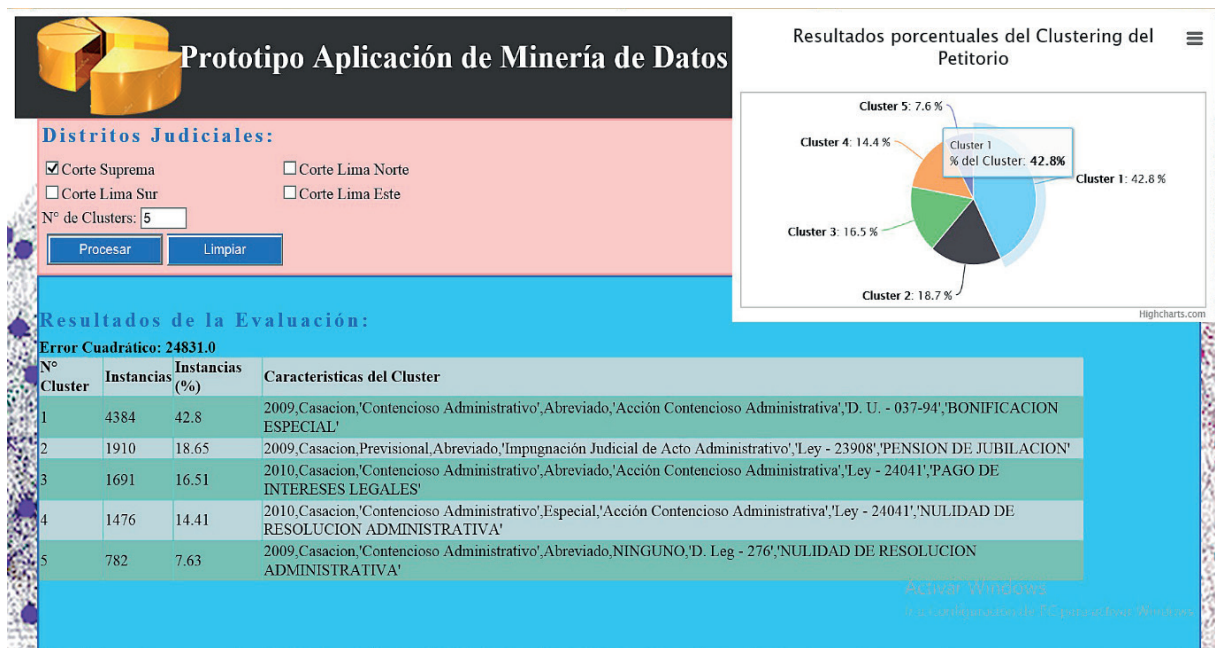 Prototipo Aplicación de Minería de Datos
Distritos Judiciales:
Corte Suprema
Corte Lima Norte
Corte Lima Sur
Corte Lima Este
N° de Clusters: 5
Procesar
Limpiar
Resultados porcentuales del Clustering del
Petitorio
Cluster 5: 7.6 %
Cluster 4: 14.4 %
Cluster 1
% del Cluster: 42.8%
Cluster 1: 42.8 %
Cluster 3: 16.5 %
Cluster 2: 18.7 %
Highcharts.com
Resultados de la Evaluación:
Error Cuadrático: 24831.0
N° Cluster Instancias Instancias (%) Caracteristicas del Cluster
1 4384 42.8 2009,Casacion,'Contencioso Administrativo',Abreviado,'Acción Contencioso Administrativa','D. U. - 037-94','BONIFICACION
ESPECIAL'
2 1910 18.65 2009,Casacion,Previsional,Abreviado,'Impugnación Judicial de Acto Administrativo','Ley - 23908','PENSION DE JUBILACION'
3 1691 16.51 2010,Casacion,'Contencioso Administrativo',Abreviado,'Acción Contencioso Administrativa','Ley - 24041','PAGO DE
INTERESES LEGALES'
4 1476 14.41 2010,Casacion,'Contencioso Administrativo',Especial,'Acción Contencioso Administrativa','Ley - 24041','NULIDAD DE
RESOLUCION ADMINISTRATIVA'
5 782 7.63 2009,Casacion,'Contencioso Administrativo',Abreviado,NINGUNO,'D. Leg - 276','NULIDAD DE RESOLUCION
ADMINISTRATIVA'
Activar Windows